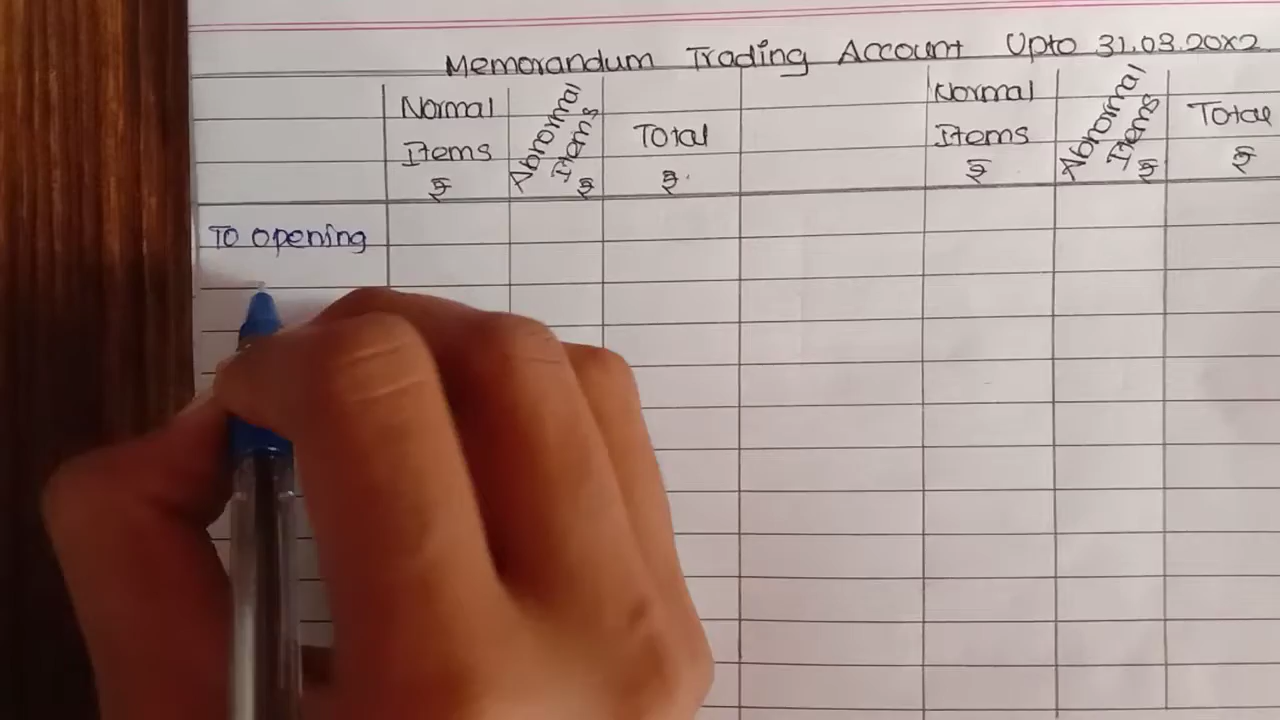 Memorandum Trading Account Upto 31.03.20x2
Normal Items ₹
Abnormal Items ₹
Total ₹
Normal Items ₹
Abnormal Items ₹
Total ₹
To opening